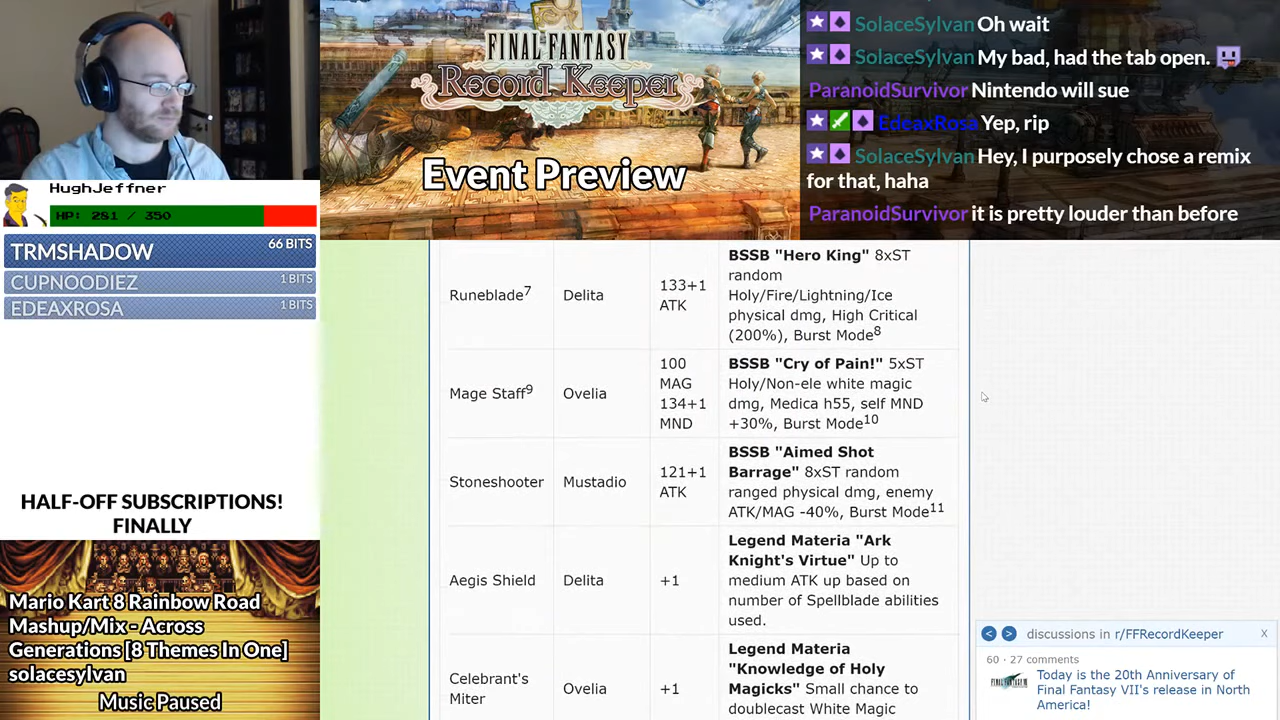 FINAL FANTASY
Record Keeper
Event Preview
SolaceSylvan Oh wait
SolaceSylvan My bad, had the tab open.
ParanoidSurvivor Nintendo will sue
EdeaxRosa Yep, rip
SolaceSylvan Hey, I purposely chose a remix
for that, haha
ParanoidSurvivor it is pretty louder than before
HughJeffner
HP: 281 / 350
TRMSHADOW 66 BITS
CUPNOODIEZ 1 BITS
EDEAXROSA 1 BITS
HALF-OFF SUBSCRIPTIONS!
FINALLY
Mario Kart 8 Rainbow Road
Mashup/Mix - Across
Generations [8 Themes In One]
solacesylvan
Music Paused
Runeblade7
Delita
133+1
ATK
BSSB "Hero King" 8xST
random
Holy/Fire/Lightning/Ice
physical dmg, High Critical
(200%), Burst Mode8
Mage Staff9
Ovelia
100
MAG
134+1
MND
BSSB "Cry of Pain!" 5xST
Holy/Non-ele white magic
dmg, Medica h55, self MND
+30%, Burst Mode10
Stoneshooter
Mustadio
121+1
ATK
BSSB "Aimed Shot
Barrage" 8xST random
ranged physical dmg, enemy
ATK/MAG -40%, Burst Mode11
Aegis Shield
Delita
+1
Legend Materia "Ark
Knight's Virtue" Up to
medium ATK up based on
number of Spellblade abilities
used.
Celebrant's
Miter
Ovelia
+1
Legend Materia
"Knowledge of Holy
Magicks" Small chance to
doublecast White Magic
discussions in r/FFRecordKeeper X
60 · 27 comments
Today is the 20th Anniversary of
Final Fantasy VII's release in North
America!